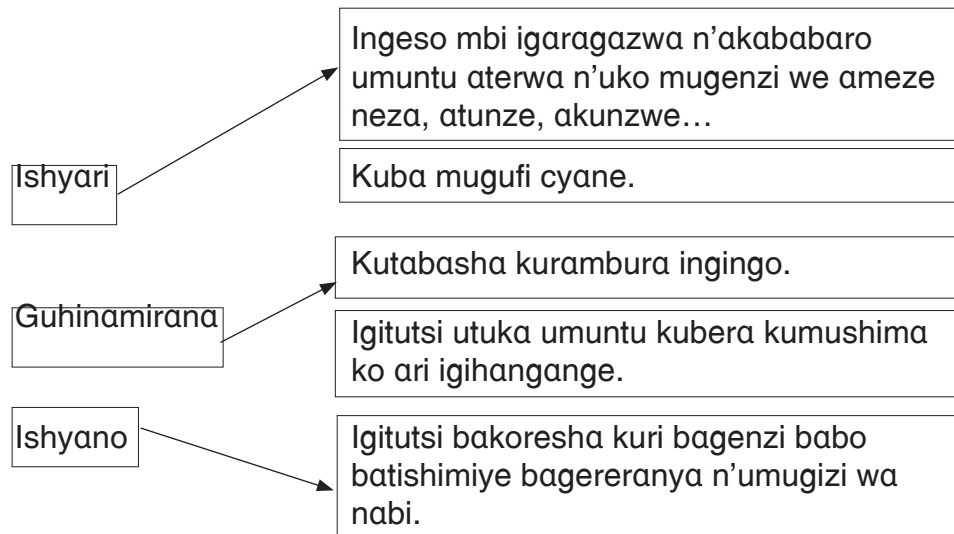 Ingeso mbi igaragazwa n'akababaro
umuntu aterwa n'uko mugenzi we ameze
neza, atunze, akunzwe…
Ishyari
Kuba mugufi cyane.
Kutabasha kurambura ingingo.
Guhinamirana
Igitutsi utuka umuntu kubera kumushima
ko ari igihangange.
Ishyano
Igitutsi bakoresha kuri bagenzi babo
batishimiye bagereranya n'umugizi wa
nabi.